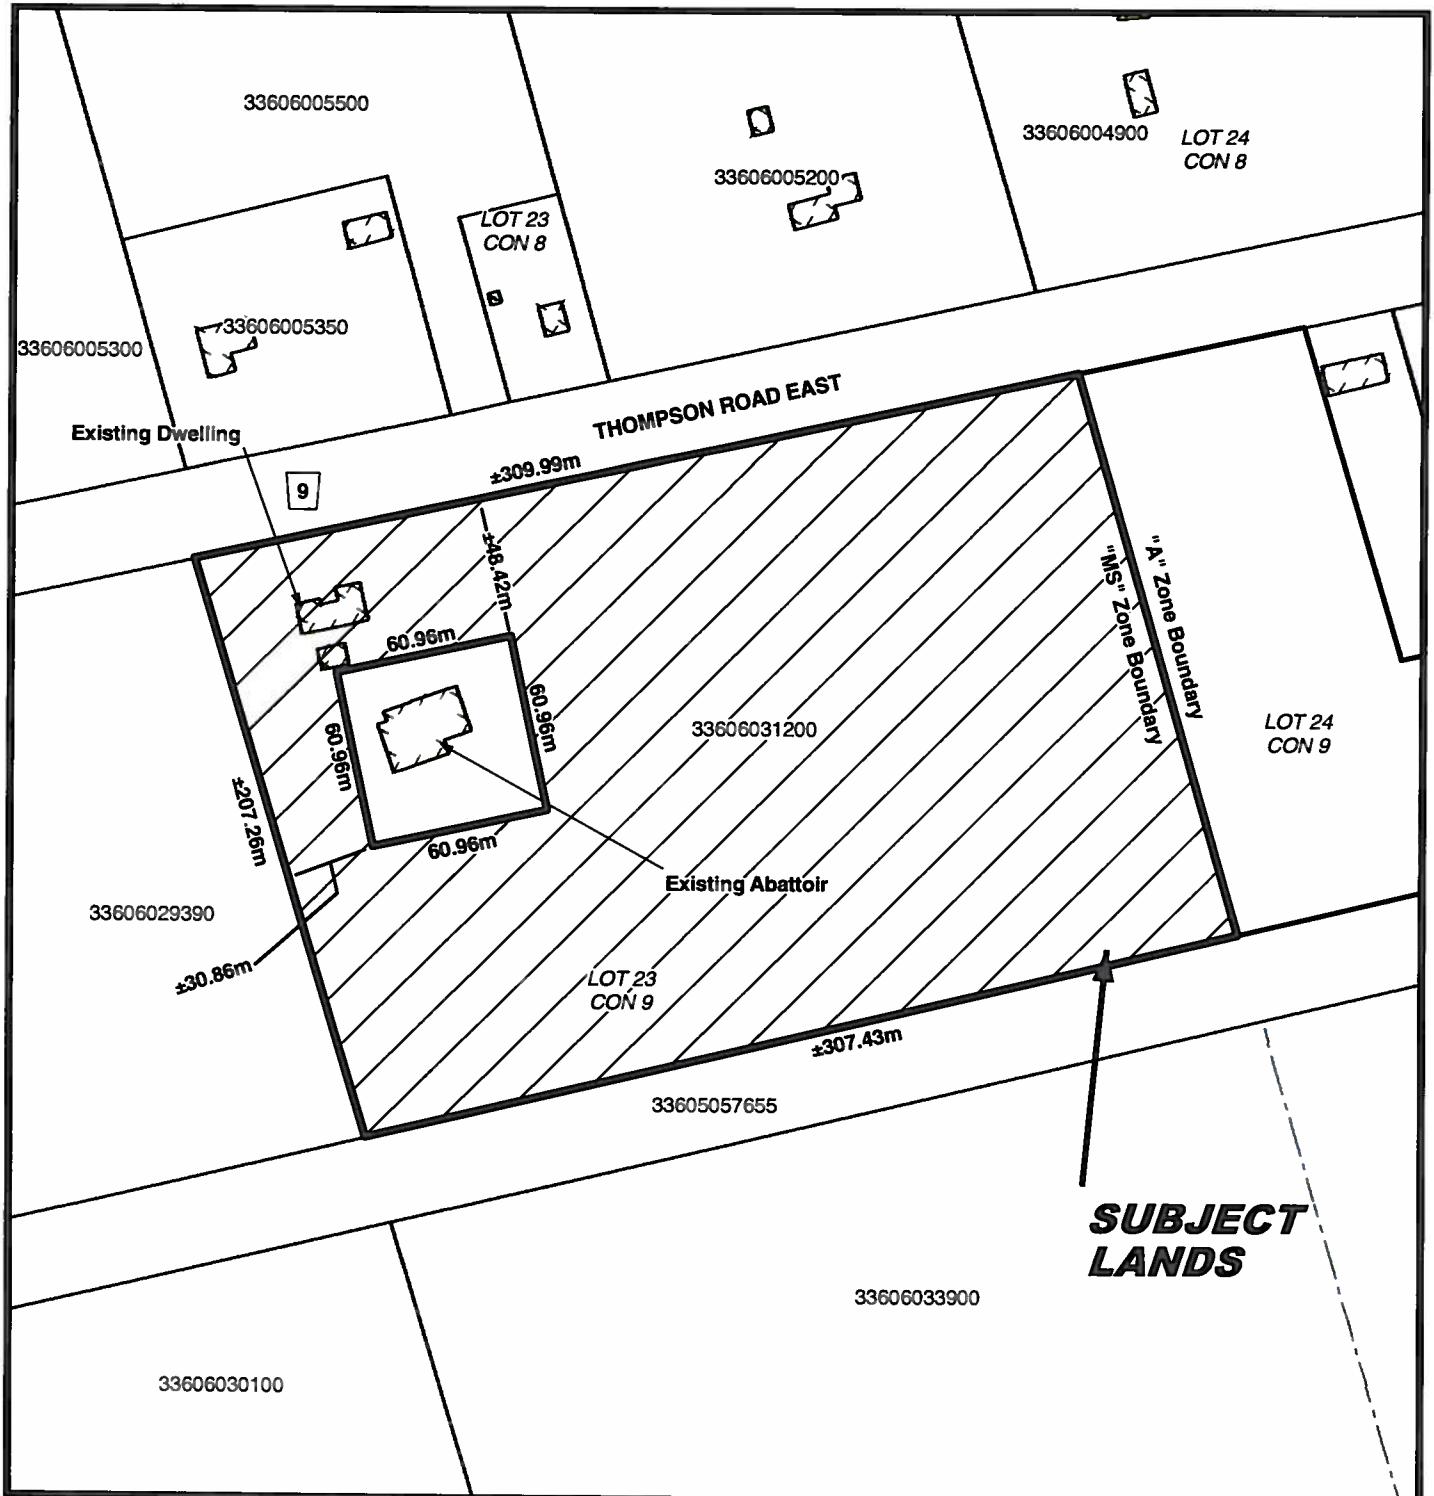 33606005500
33606004900
LOT 24
CON 8
33606005200
LOT 23
CON 8
33606005350
33606005300
THOMPSON ROAD EAST
Existing Dwelling
±309.99m
9
±48.42m
60.96m
60.96m
60.96m
60.96m
33606031200
"MS" Zone Boundary
"A" Zone Boundary
LOT 24
CON 9
±207.26m
Existing Abattoir
33606029390
±30.86m
LOT 23
CON 9
±307.43m
33605057655
SUBJECT
LANDS
33606033900
33606030100